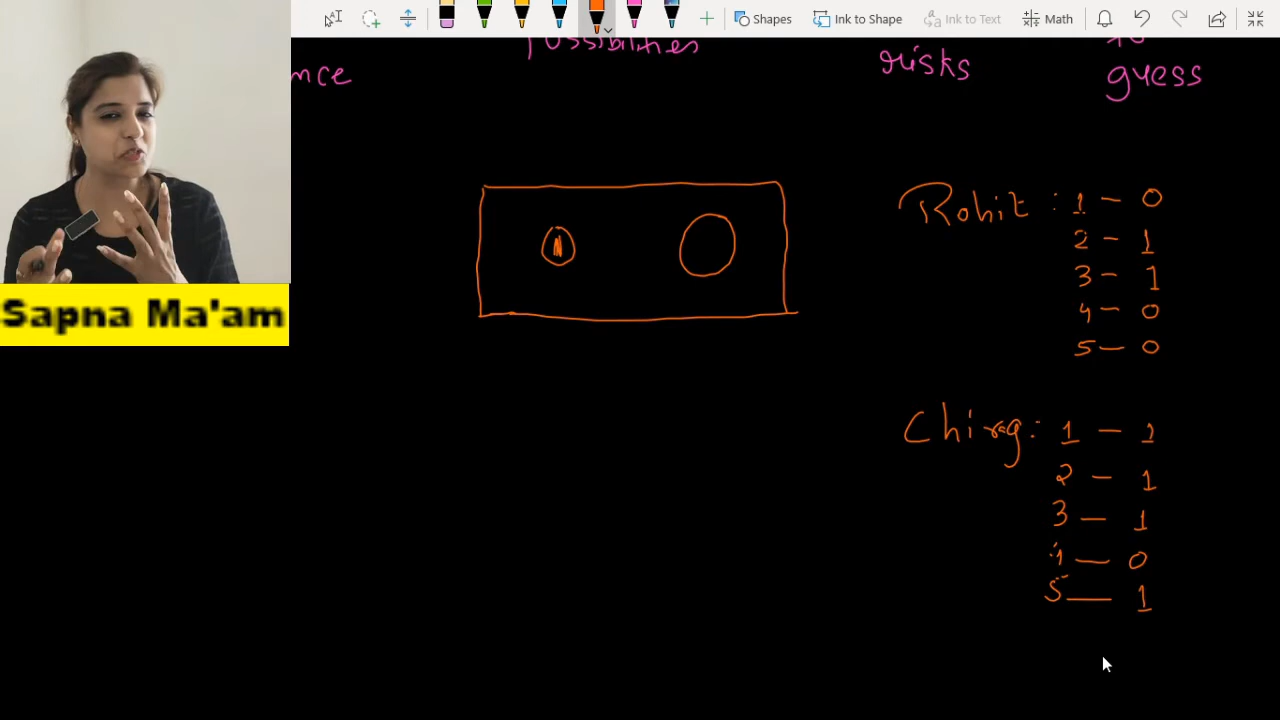 Shapes Ink to Shape Ink to Text Math
possibilities
nce risks guess
Sapna Ma'am
Rohit : 1 - 0
2 - 1
3 - 1
4 - 0
5 - 0
Chirag : 1 - 1
2 - 1
3 - 1
4 - 0
5 - 1